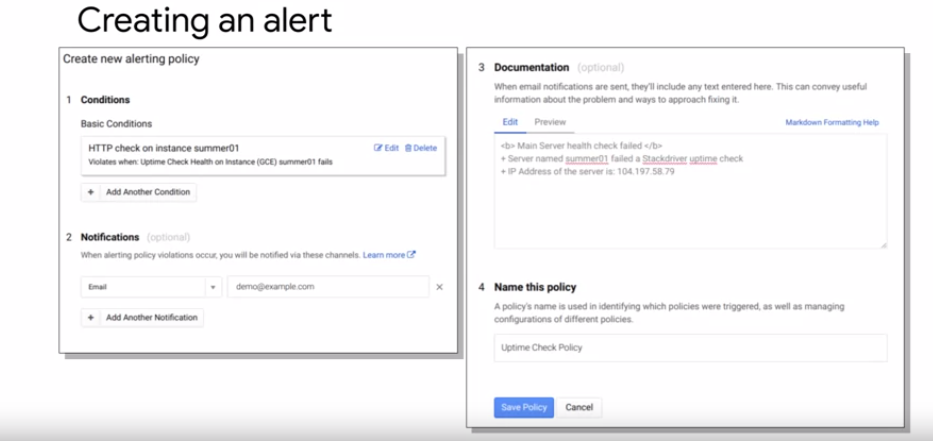 Creating an alert
Create new alerting policy
1 Conditions
Basic Conditions
HTTP check on instance summer01
Edit Delete
Violates when: Uptime Check Health on Instance (GCE) summer01 fails
+ Add Another Condition
2 Notifications (optional)
When alerting policy violations occur, you will be notified via these channels. Learn more
Email
demo@example.com
×
+ Add Another Notification
3 Documentation (optional)
When email notifications are sent, they'll include any text entered here. This can convey useful
information about the problem and ways to approach fixing it.
Edit Preview
Markdown Formatting Help
<b> Main Server health check failed </b>
+ Server named summer01 failed a Stackdriver uptime check
+ IP Address of the server is: 104.197.58.79
4 Name this policy
A policy's name is used in identifying which policies were triggered, as well as managing
configurations of different policies.
Uptime Check Policy
Save Policy Cancel